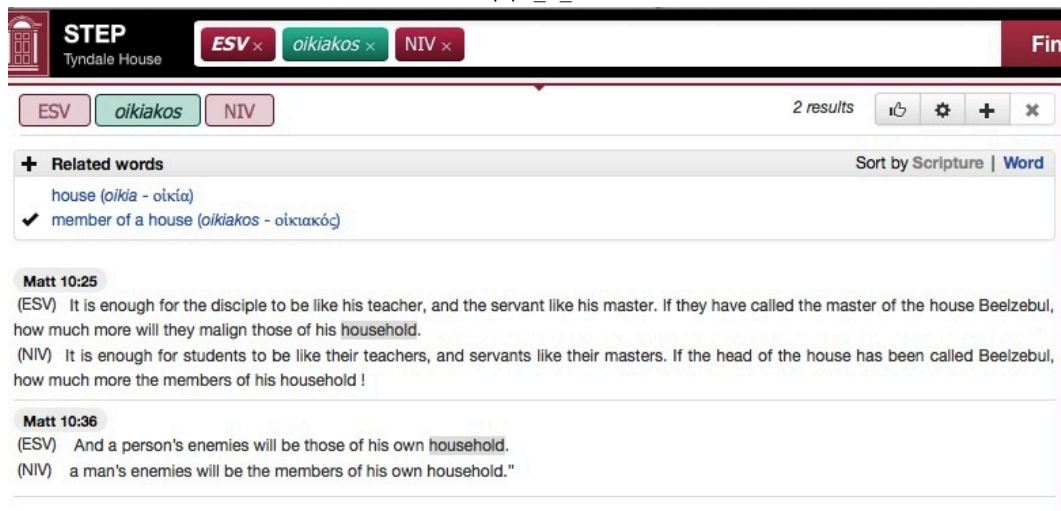 STEP
Tyndale House
ESV × oikiakos × NIV ×
ESV oikiakos NIV
2 results
Related words
Sort by Scripture | Word
house (oikia - οἰκία)
member of a house (oikiakos - οἰκιακός)
Matt 10:25
(ESV) It is enough for the disciple to be like his teacher, and the servant like his master. If they have called the master of the house Beelzebul,
how much more will they malign those of his household.
(NIV) It is enough for students to be like their teachers, and servants like their masters. If the head of the house has been called Beelzebul,
how much more the members of his household !
Matt 10:36
(ESV) And a person's enemies will be those of his own household.
(NIV) a man's enemies will be the members of his own household."